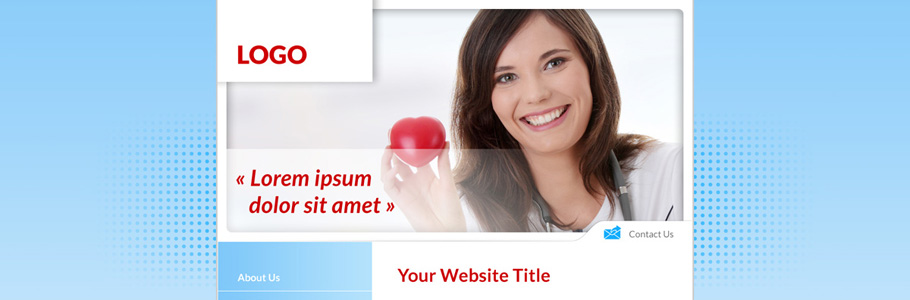 LOGO
« Lorem ipsum
dolor sit amet »
Contact Us
About Us
Your Website Title